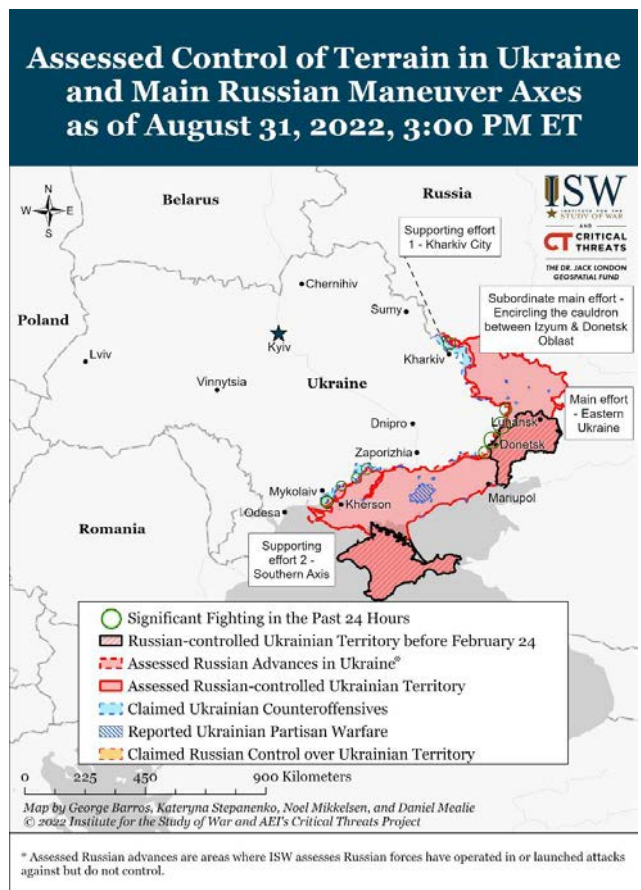 Assessed Control of Terrain in Ukraine
and Main Russian Maneuver Axes
as of August 31, 2022, 3:00 PM ET
N
W E
S
Belarus
Russia
ISW
INSTITUTE FOR THE
STUDY OF WAR
AND
CT CRITICAL
THREATS
THE DR. JACK LONDON
GEOSPATIAL FUND
Supporting effort
1 - Kharkiv City
Chernihiv
Sumy
Subordinate main effort -
Encircling the cauldron
between Izyum & Donetsk
Oblast
Poland
Kyiv
Lviv
Kharkiv
Vinnytsia
Ukraine
Main effort
- Eastern
Ukraine
Luhansk
Dnipro
Donetsk
Zaporizhia
Mykolaiv
Mariupol
Odesa
Kherson
Romania
Supporting
effort 2 -
Southern Axis
Significant Fighting in the Past 24 Hours
Russian-controlled Ukrainian Territory before February 24
Assessed Russian Advances in Ukraine*
Assessed Russian-controlled Ukrainian Territory
Claimed Ukrainian Counteroffensives
Reported Ukrainian Partisan Warfare
Claimed Russian Control over Ukrainian Territory
0 225 450 900 Kilometers
Map by George Barros, Kateryna Stepanenko, Noel Mikkelsen, and Daniel Mealie
© 2022 Institute for the Study of War and AEI's Critical Threats Project
* Assessed Russian advances are areas where ISW assesses Russian forces have operated in or launched attacks
against but do not control.